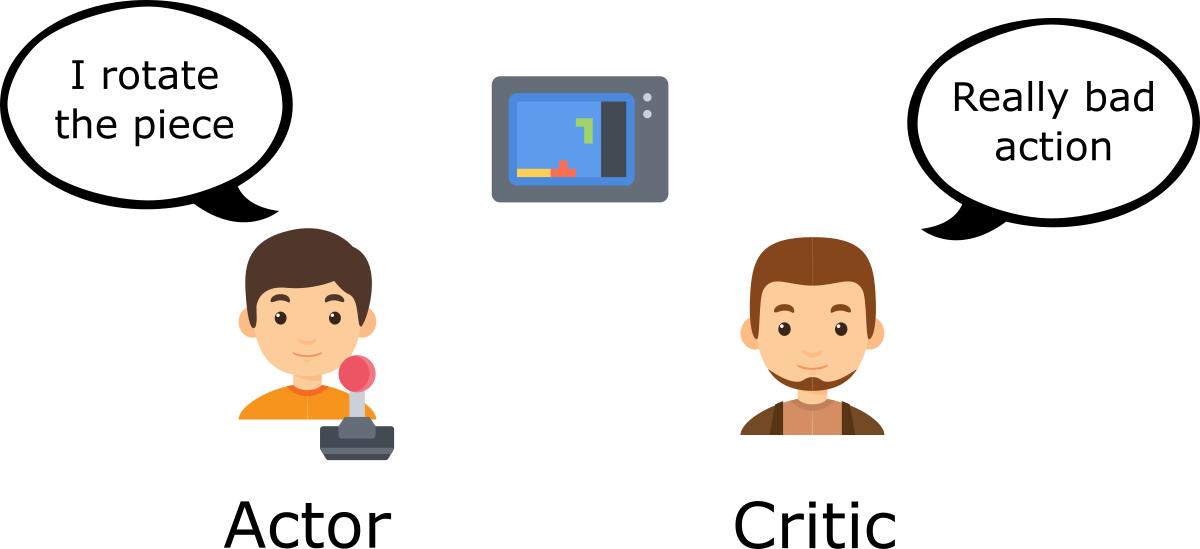 I rotate
the piece
Really bad
action
Actor
Critic